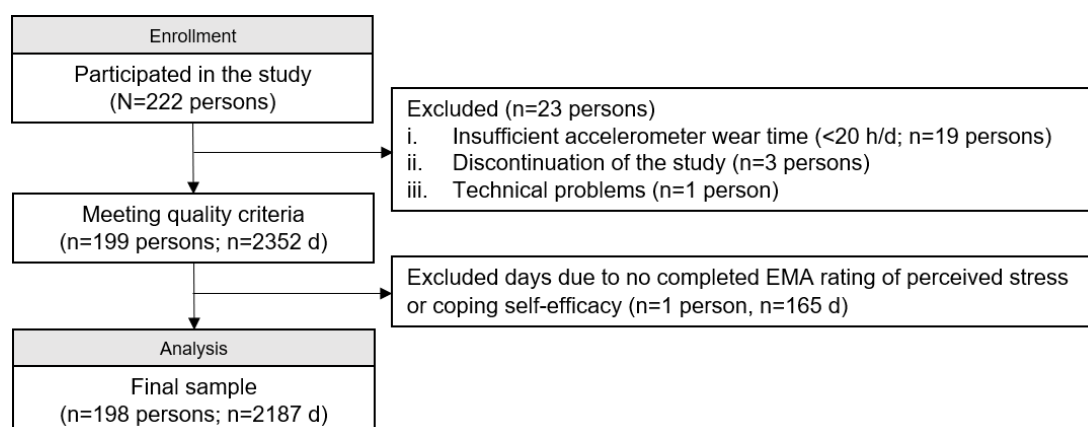 Enrollment
Participated in the study
(N=222 persons)
Excluded (n=23 persons)
i. Insufficient accelerometer wear time (<20 h/d; n=19 persons)
ii. Discontinuation of the study (n=3 persons)
iii. Technical problems (n=1 person)
Meeting quality criteria
(n=199 persons; n=2352 d)
Excluded days due to no completed EMA rating of perceived stress
or coping self-efficacy (n=1 person, n=165 d)
Analysis
Final sample
(n=198 persons; n=2187 d)